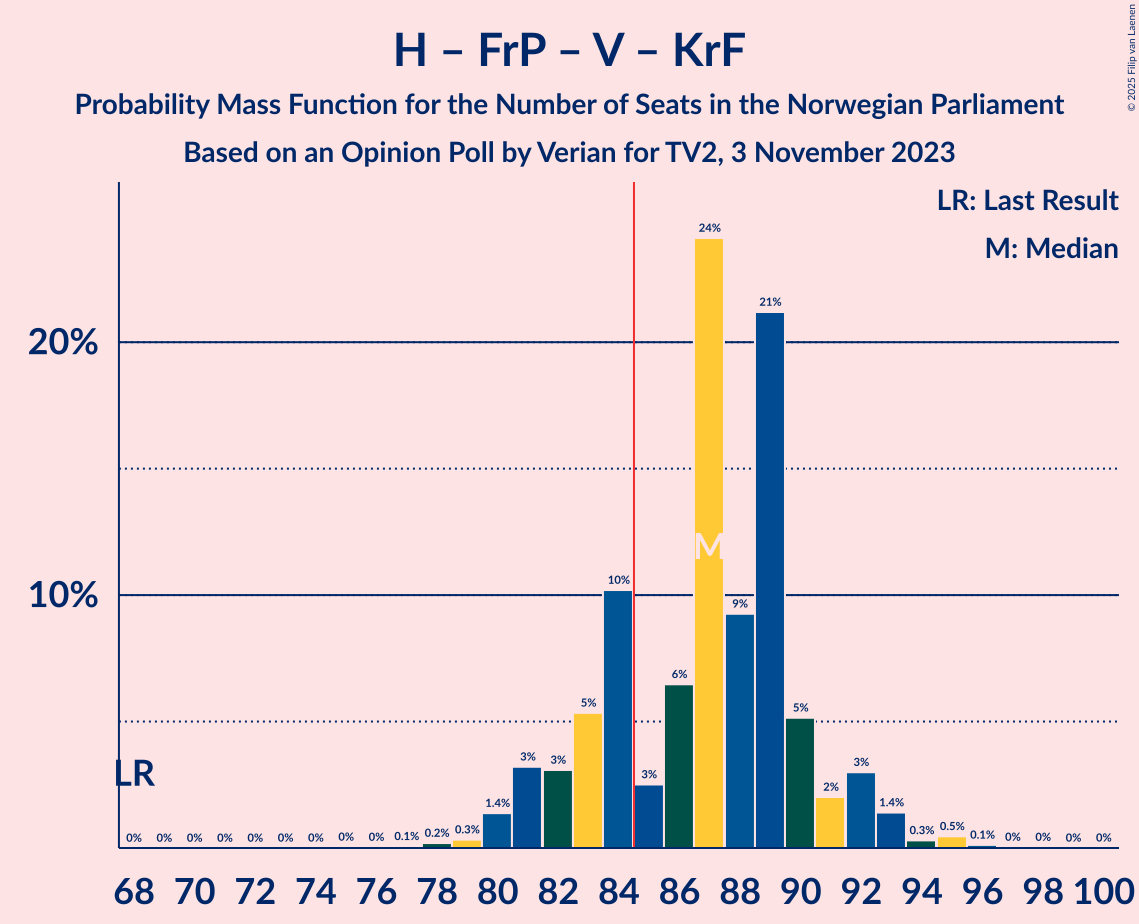 H – FrP – V – KrF
Probability Mass Function for the Number of Seats in the Norwegian Parliament
Based on an Opinion Poll by Verian for TV2, 3 November 2023
© 2025 Filip van Laenen
LR: Last Result
M: Median
20%
10%
LR
M
0% 0% 0% 0% 0% 0% 0% 0% 0% 0.1% 0.2% 0.3% 1.4% 3% 3% 5% 10% 3% 6% 24% 9% 21% 5% 2% 3% 1.4% 0.3% 0.5% 0.1% 0% 0% 0% 0%
68 70 72 74 76 78 80 82 84 86 88 90 92 94 96 98 100